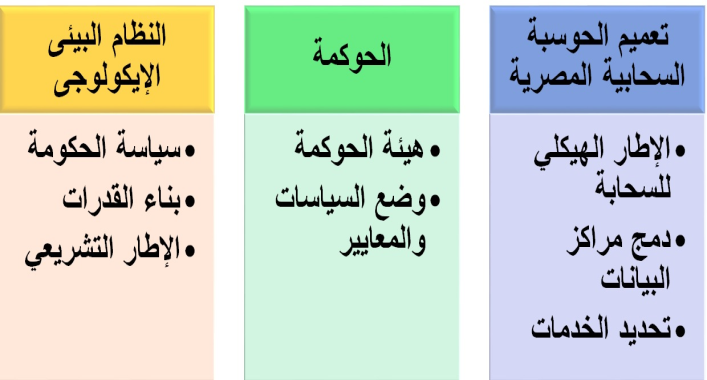 تعميم الحوسبة
السحابية المصرية
• الإطار الهيكلي
للسحابة
• دمج مراكز
البيانات
• تحديد الخدمات
الحوكمة
• هيئة الحوكمة
• وضع السياسات
والمعايير
النظام البيئى
الإيكولوجى
• سياسة الحكومة
• بناء القدرات
• الإطار التشريعي